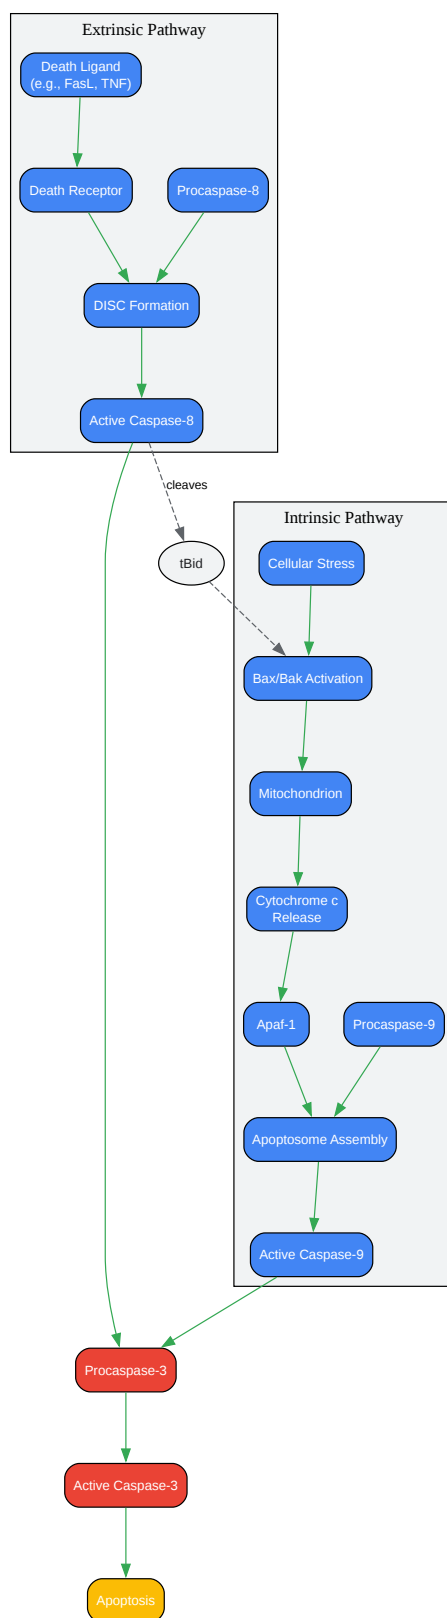 Extrinsic Pathway
Death Ligand
(e.g., FasL, TNF)
Death Receptor
Procaspase-8
DISC Formation
Active Caspase-8
cleaves
tBid
Intrinsic Pathway
Cellular Stress
Bax/Bak Activation
Mitochondrion
Cytochrome c
Release
Apaf-1
Procaspase-9
Apoptosome Assembly
Active Caspase-9
Procaspase-3
Active Caspase-3
Apoptosis